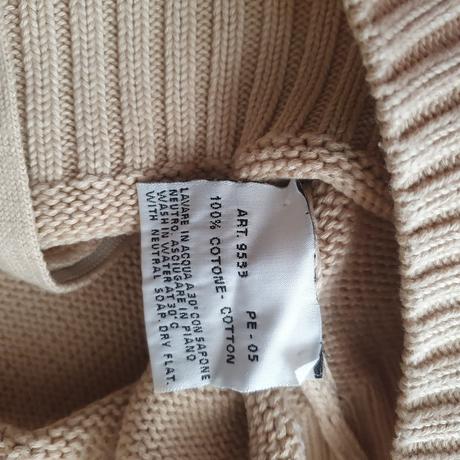 ART. 9533 PE - 05
100% COTONE - COTTON
LAVARE IN ACQUA A 30° CON SAPONE
NEUTRO. ASCIUGARE IN PIANO
WASH IN WATER AT 30° C
WITH NEUTRAL SOAP. DRY FLAT.